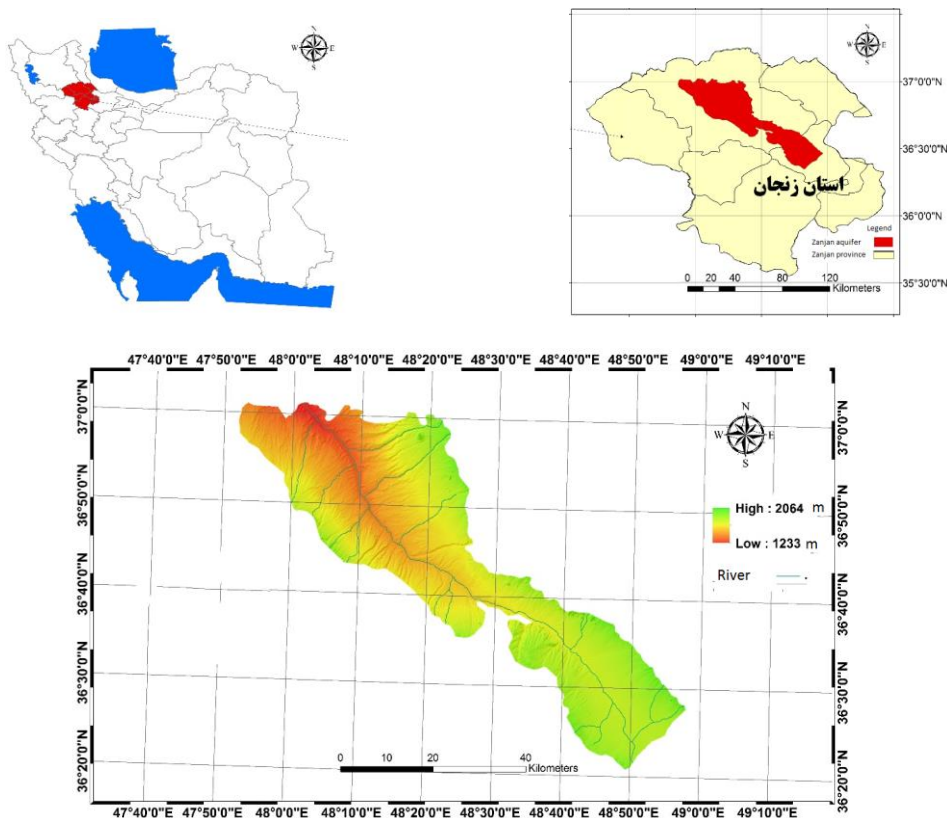 N
W E
S
N
W E
S
37°0'0"N
36°30'0"N
استان زنجان
36°0'0"N
Legend
Zanjan aquifer
Zanjan province
0 20 40 80 120
Kilometers
35°30'0"N
47°40'0"E 47°50'0"E 48°0'0"E 48°10'0"E 48°20'0"E 48°30'0"E 48°40'0"E 48°50'0"E 49°0'0"E 49°10'0"E
37°0'0"N
37°0'0"N
N
W E
S
36°50'0"N
36°50'0"N
High : 2064 m
Low : 1233 m
River
36°40'0"N
36°40'0"N
36°30'0"N
36°30'0"N
0 10 20 40
Kilometers
36°20'0"N
36°20'0"N
47°40'0"E 47°50'0"E 48°0'0"E 48°10'0"E 48°20'0"E 48°30'0"E 48°40'0"E 48°50'0"E 49°0'0"E 49°10'0"E